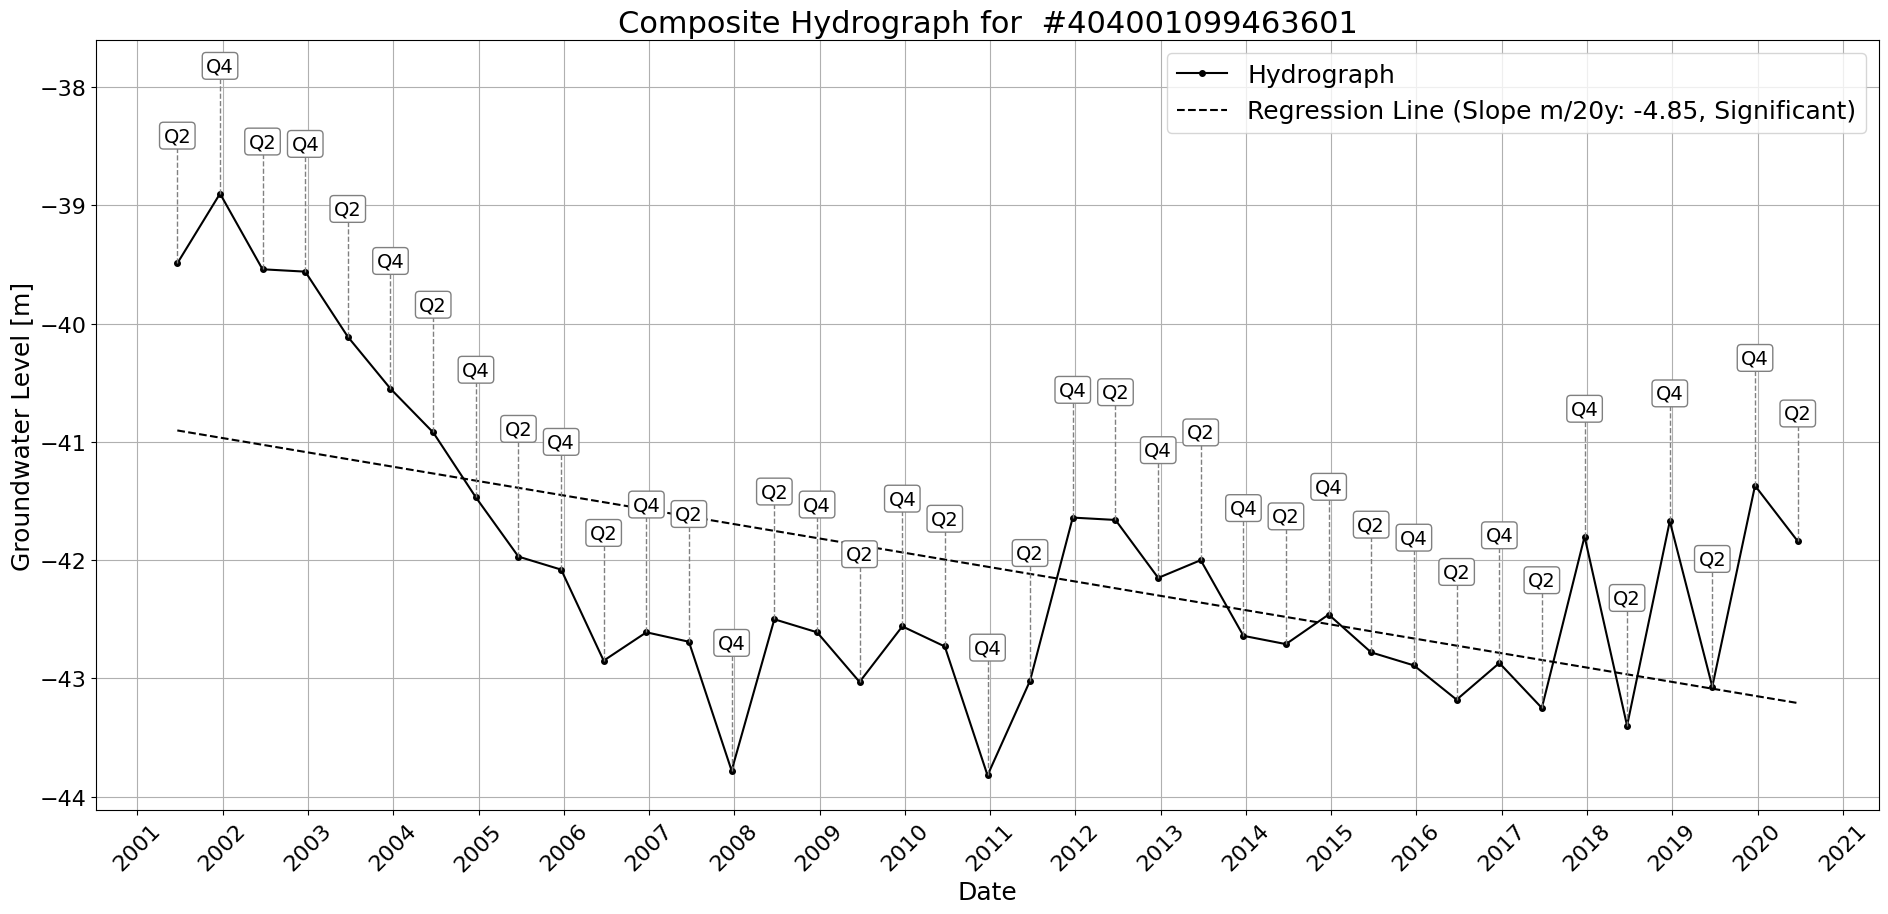 Composite Hydrograph for  #404001099463601
Hydrograph
Regression Line (Slope m/20y: -4.85, Significant)
Groundwater Level [m]
−38
−39
−40
−41
−42
−43
−44
Q2
Q4
Q2
Q4
Q2
Q4
Q2
Q4
Q2
Q4
Q2
Q4
Q2
Q4
Q2
Q4
Q2
Q4
Q2
Q4
Q2
Q4
Q2
Q4
Q2
Q4
Q2
Q4
Q2
Q4
Q2
Q4
Q2
Q4
Q2
Q4
Q2
Q4
Q2
2001
2002
2003
2004
2005
2006
2007
2008
2009
2010
2011
2012
2013
2014
2015
2016
2017
2018
2019
2020
2021
Date